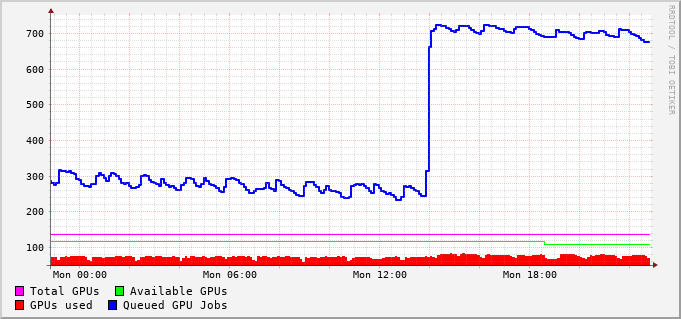 700
600
500
400
300
200
100
Mon 00:00 Mon 06:00 Mon 12:00 Mon 18:00
Total GPUs Available GPUs
GPUs used Queued GPU Jobs
RRDTOOL / TOBI OETIKER